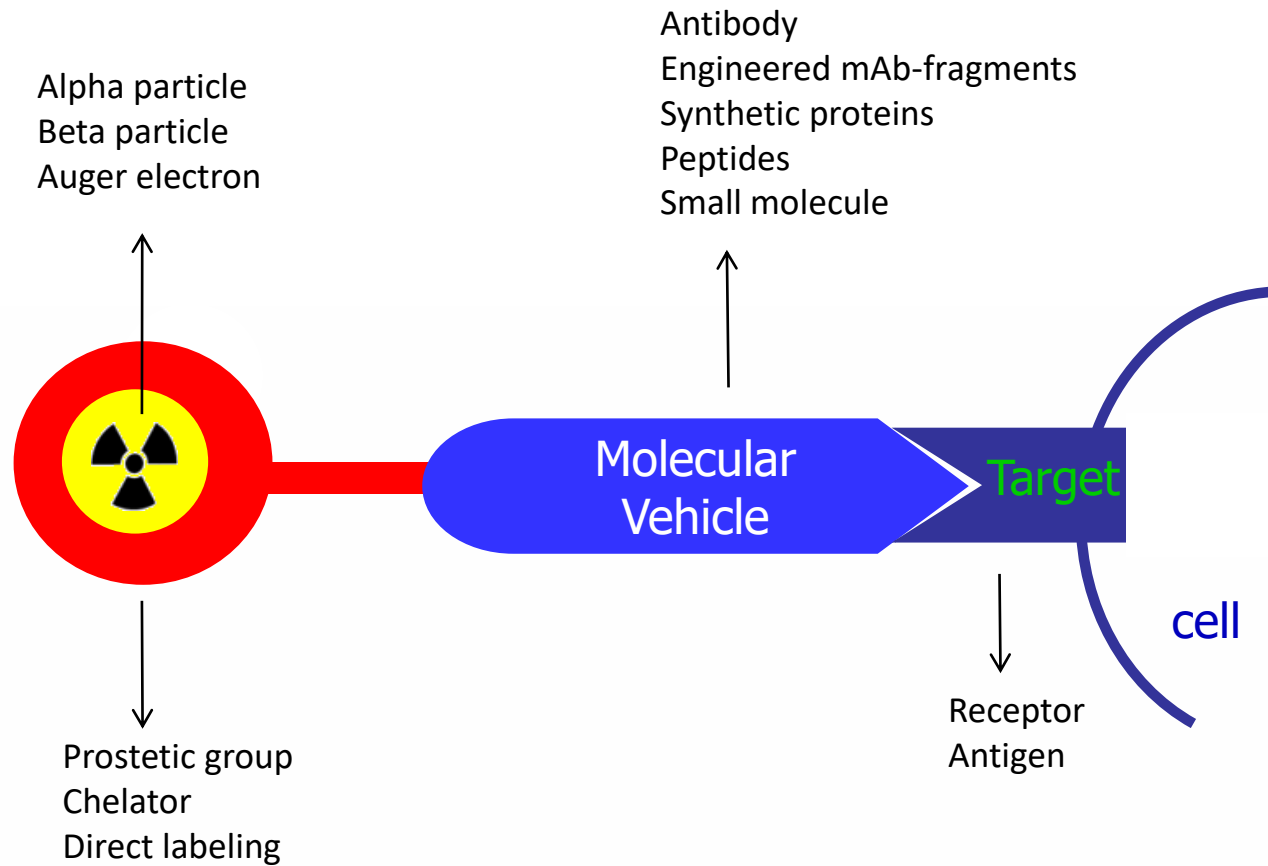 Alpha particle
Beta particle
Auger electron
Antibody
Engineered mAb-fragments
Synthetic proteins
Peptides
Small molecule
Molecular
Vehicle
Target
cell
Prostetic group
Chelator
Direct labeling
Receptor
Antigen